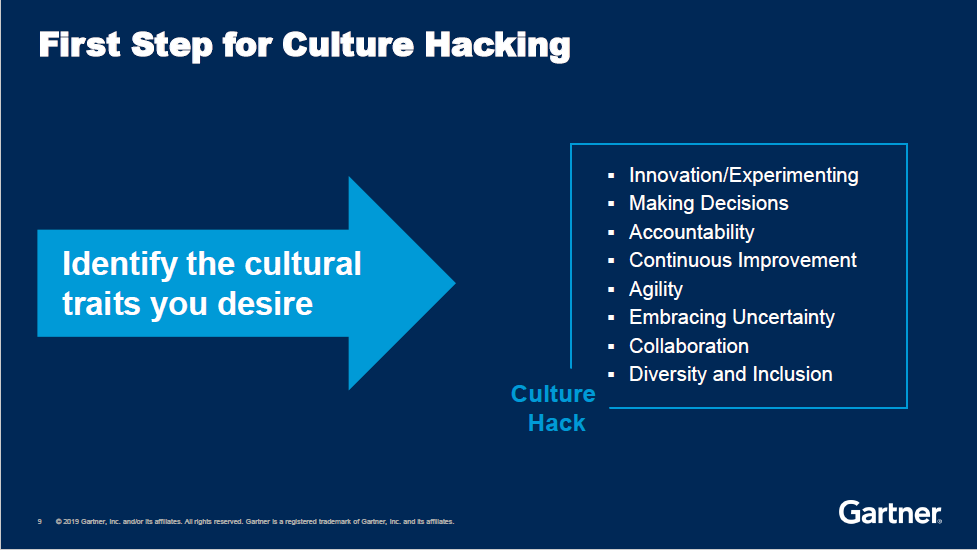 First Step for Culture Hacking
Identify the cultural
traits you desire
▪ Innovation/Experimenting
▪ Making Decisions
▪ Accountability
▪ Continuous Improvement
▪ Agility
▪ Embracing Uncertainty
▪ Collaboration
▪ Diversity and Inclusion
Culture
Hack
9 © 2019 Gartner, Inc. and/or its affiliates. All rights reserved. Gartner is a registered trademark of Gartner, Inc. and its affiliates.
Gartner®